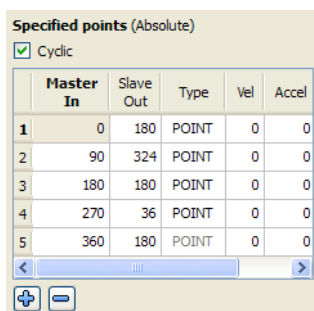 Specified points (Absolute)
Cyclic
Master In Slave Out Type Vel Accel
1 0 180 POINT 0 0
2 90 324 POINT 0 0
3 180 180 POINT 0 0
4 270 36 POINT 0 0
5 360 180 POINT 0 0